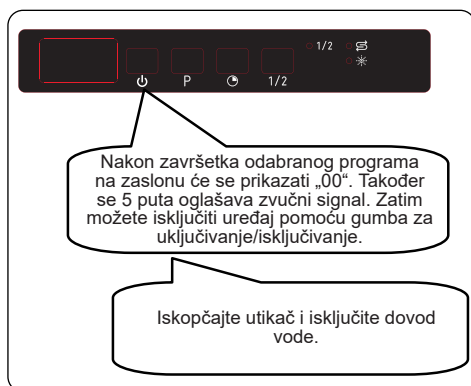 1/2
P
1/2
Nakon završetka odabranog programa
na zaslonu će se prikazati „00“. Također
se 5 puta oglašava zvučni signal. Zatim
možete isključiti uređaj pomoću gumba za
uključivanje/isključivanje.
Iskopčajte utikač i isključite dovod
vode.